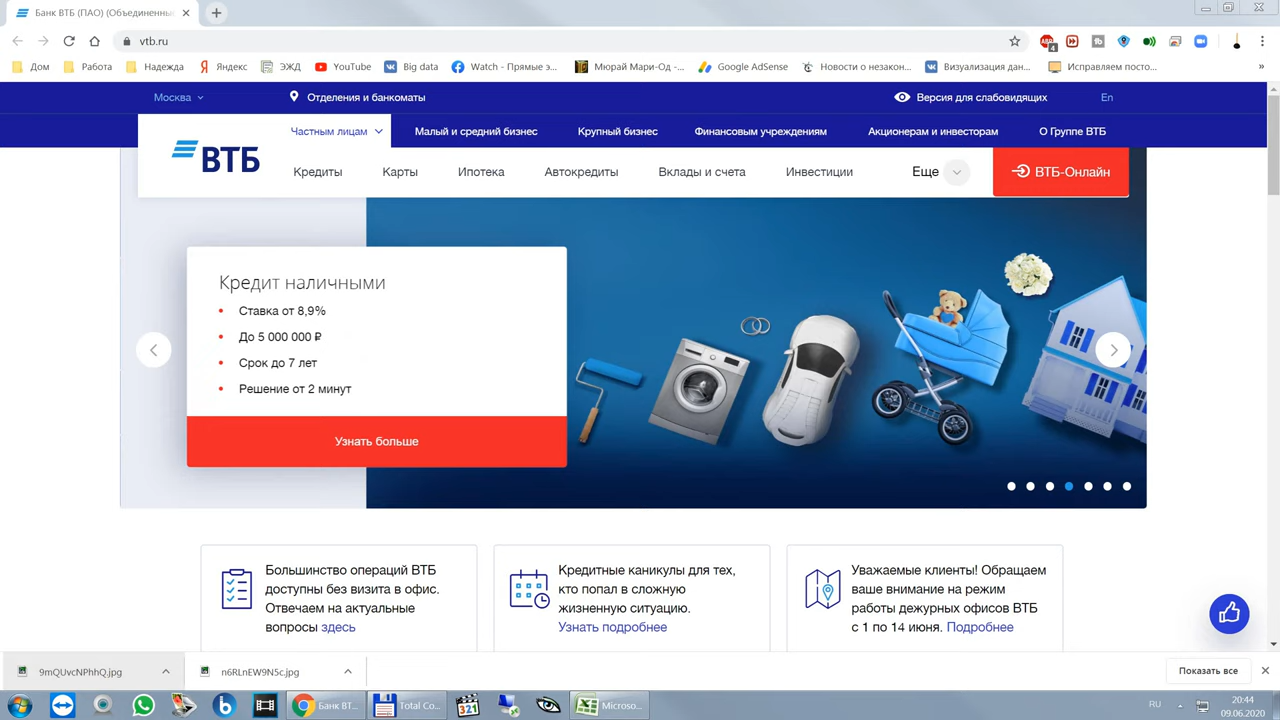 Банк ВТБ (ПАО) (Объединенны
vtb.ru
4
Дом
Работа
Надежда
Яндекс
ЭЖД
YouTube
Big data
Watch - Прямые э...
Мюрай Мари-Од -...
Google AdSense
Новости о незакон...
Визуализация дан...
Исправляем посто...
»
Москва
Отделения и банкоматы
Версия для слабовидящих
En
Частным лицам
Малый и средний бизнес
Крупный бизнес
Финансовым учреждениям
Акционерам и инвесторам
О Группе ВТБ
ВТБ
Кредиты
Карты
Ипотека
Автокредиты
Вклады и счета
Инвестиции
Еще
ВТБ-Онлайн
Кредит наличными
Ставка от 8,9%
До 5 000 000 ₽
Срок до 7 лет
Решение от 2 минут
Узнать больше
Большинство операций ВТБ
доступны без визита в офис.
Отвечаем на актуальные
вопросы здесь
Кредитные каникулы для тех,
кто попал в сложную
жизненную ситуацию.
Узнать подробнее
Уважаемые клиенты! Обращаем
ваше внимание на режим
работы дежурных офисов ВТБ
с 1 по 14 июня. Подробнее
9mQUvcNPhhQ.jpg
n6RLnEW9N5c.jpg
Показать все
Банк ВТ...
Total Co...
321
Microso...
RU
20:44
09.06.2020